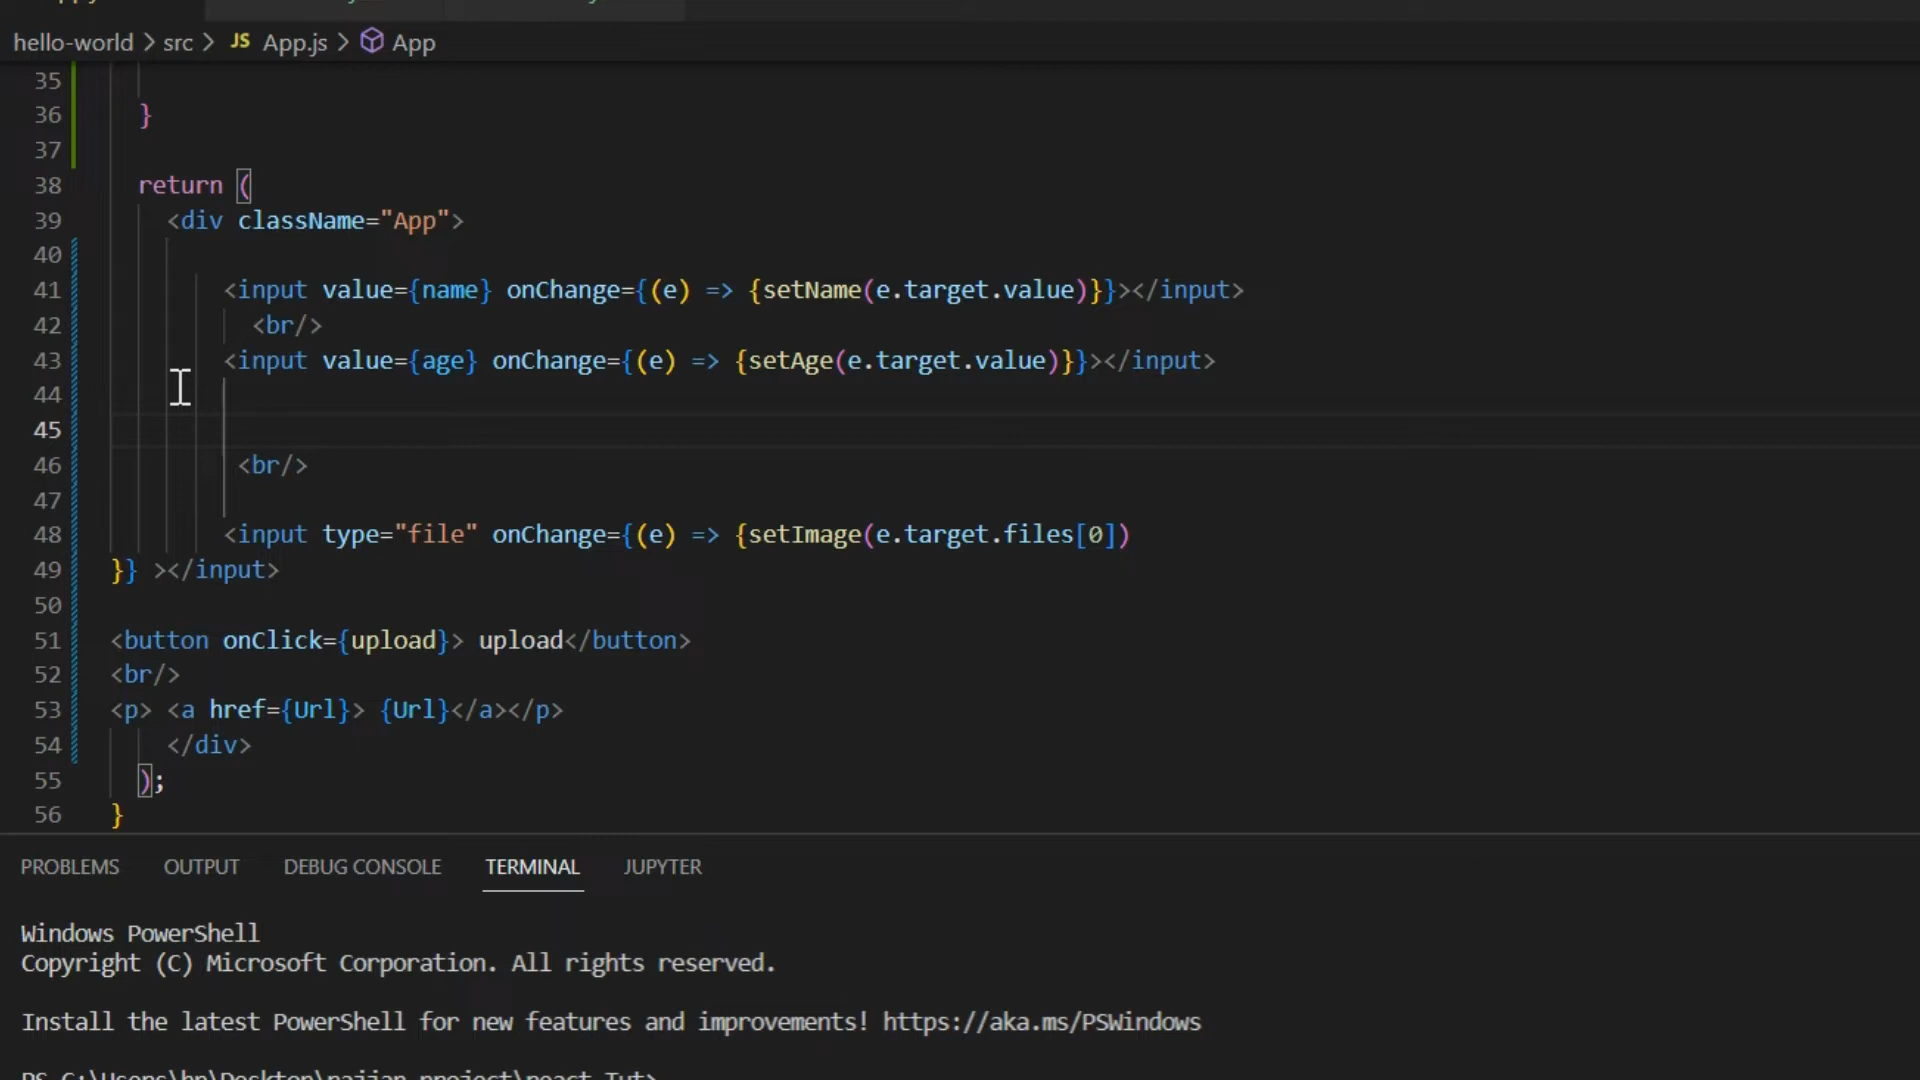 hello-world > src > JS App.js > App
35
36 }
37
38 return (
39 <div className="App">
40
41 <input value={name} onChange={(e) => {setName(e.target.value)}}></input>
42 <br/>
43 <input value={age} onChange={(e) => {setAge(e.target.value)}}></input>
44
45
46 <br/>
47
48 <input type="file" onChange={(e) => {setImage(e.target.files[0])
49 }} ></input>
50
51 <button onClick={upload}> upload</button>
52 <br/>
53 <p> <a href={Url}> {Url}</a></p>
54 </div>
55 );
56 }
PROBLEMS OUTPUT DEBUG CONSOLE TERMINAL JUPYTER
Windows PowerShell
Copyright (C) Microsoft Corporation. All rights reserved.
Install the latest PowerShell for new features and improvements! https://aka.ms/PSWindows
PS C:\Users\hp\Desktop\